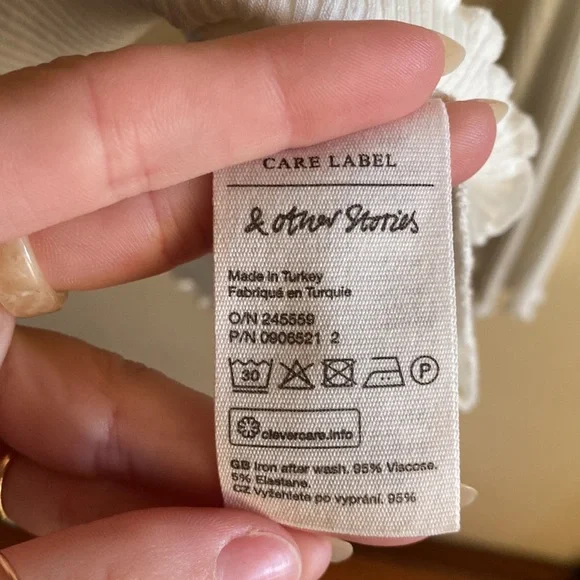 CARE LABEL
& other Stories
Made in Turkey
Fabriqué en Turquie
O/N 245559
P/N 0906521 2
30 P
clevercare.info
GB Iron after wash. 95% Viscose.
5% Elastane.
CZ Vyžehlete po vyprání. 95%